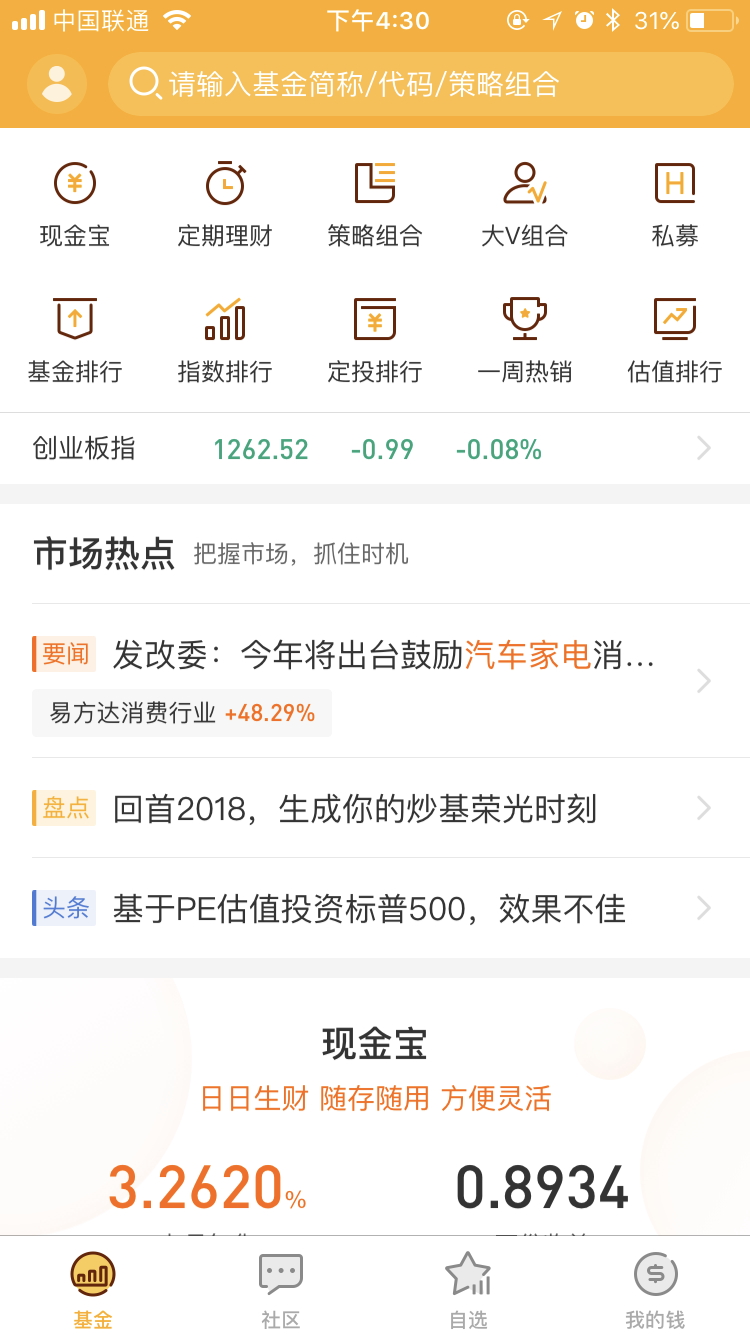 中国联通 下午4:30 31%
请输入基金简称/代码/策略组合
现金宝 定期理财 策略组合 大V组合 私募
基金排行 指数排行 定投排行 一周热销 估值排行
创业板指 1262.52 -0.99 -0.08%
市场热点 把握市场，抓住时机
要闻 发改委：今年将出台鼓励汽车家电消...
易方达消费行业 +48.29%
盘点 回首2018，生成你的炒基荣光时刻
头条 基于PE估值投资标普500，效果不佳
现金宝
日日生财 随存随用 方便灵活
3.2620% 0.8934
基金 社区 自选 我的钱